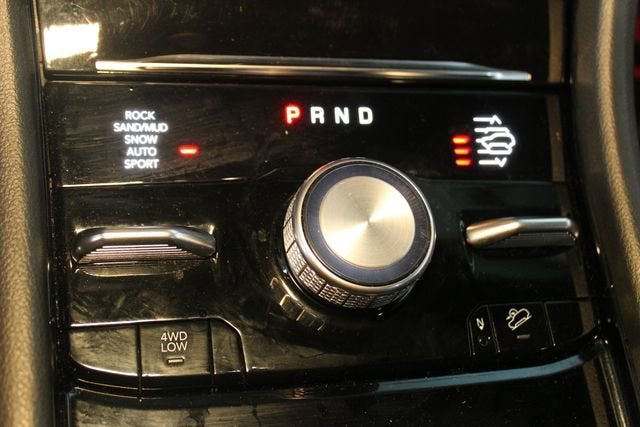 ROCK
SAND/MUD
SNOW
AUTO
SPORT
PRND
4WD
LOW
N